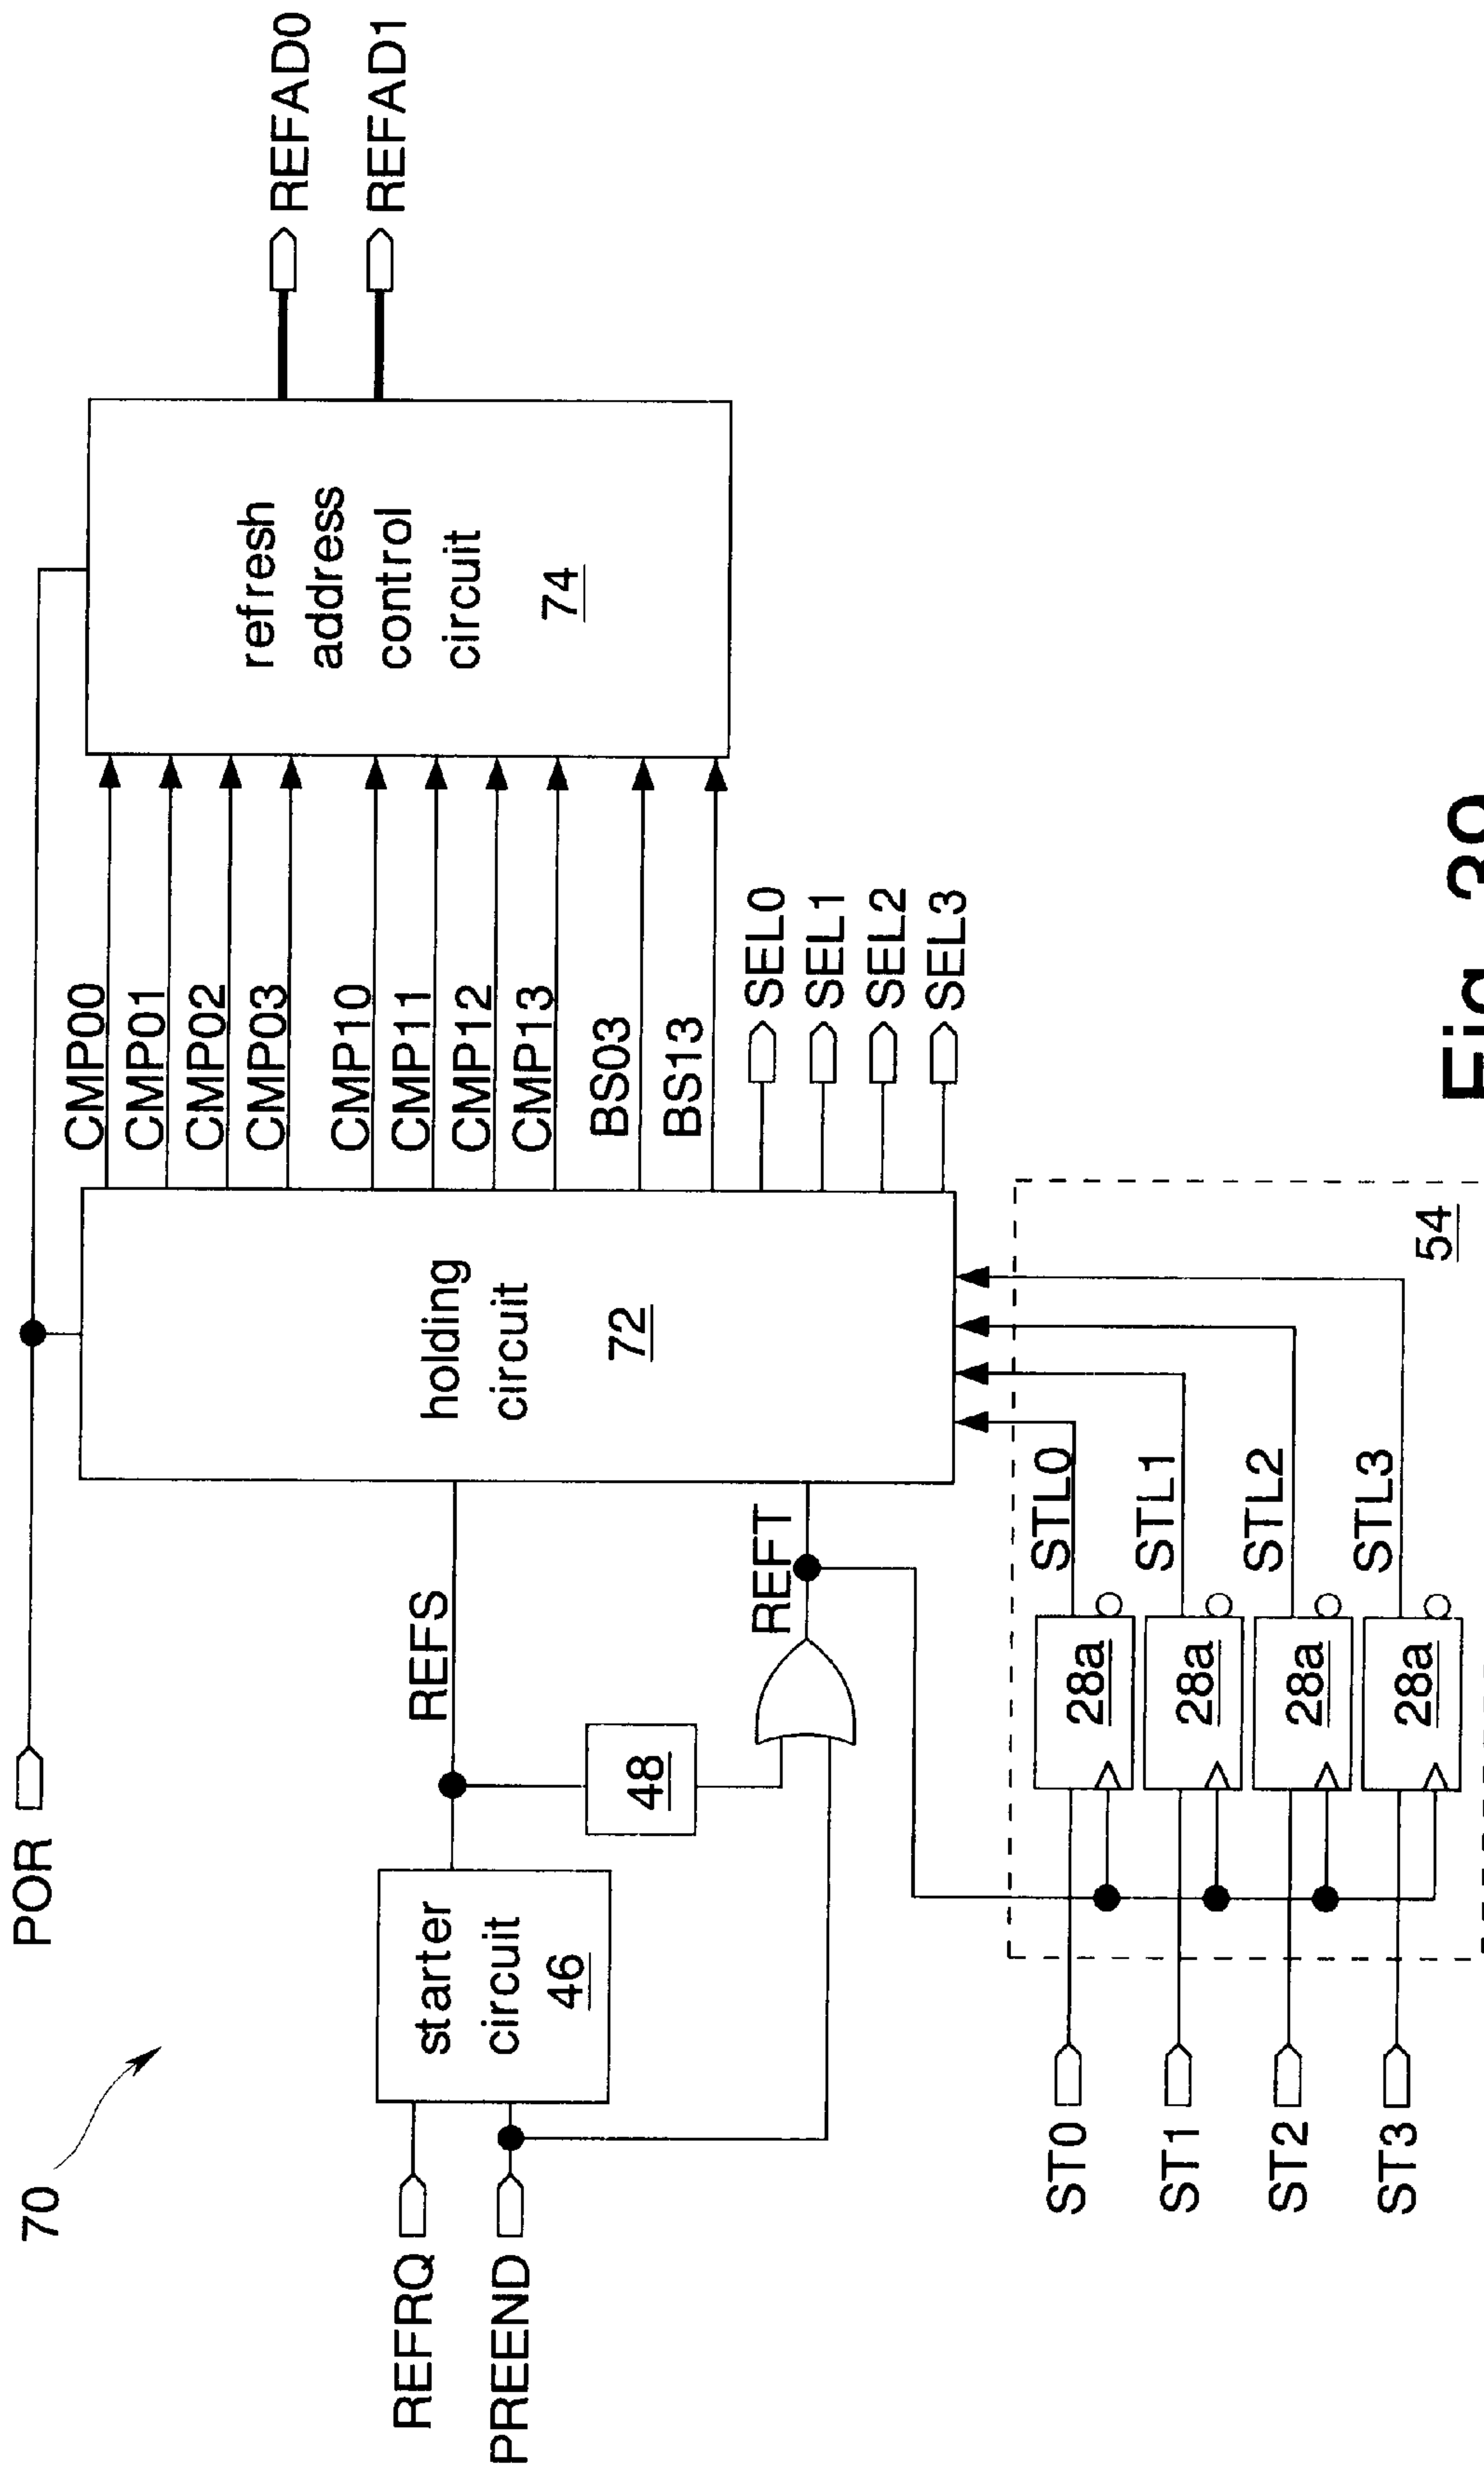 70
POR
REFRQ
PREEND
starter
circuit
46
48
REFS
REFT
holding
circuit
72
CMP00
CMP01
CMP02
CMP03
CMP10
CMP11
CMP12
CMP13
BS03
BS13
SEL0
SEL1
SEL2
SEL3
refresh
address
control
circuit
74
REFAD0
REFAD1
ST0
ST1
ST2
ST3
28a
28a
28a
28a
STL0
STL1
STL2
STL3
54
Fig.